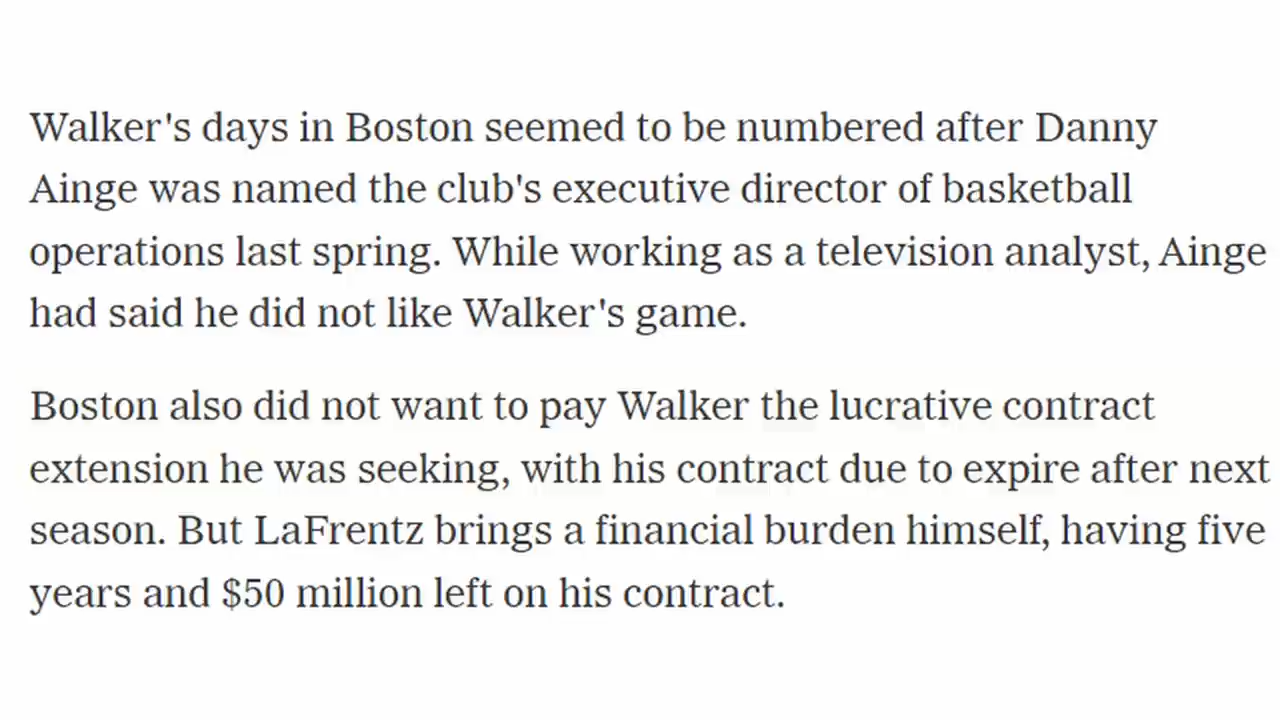 Walker's days in Boston seemed to be numbered after Danny
Ainge was named the club's executive director of basketball
operations last spring. While working as a television analyst, Ainge
had said he did not like Walker's game.
Boston also did not want to pay Walker the lucrative contract
extension he was seeking, with his contract due to expire after next
season. But LaFrentz brings a financial burden himself, having five
years and $50 million left on his contract.